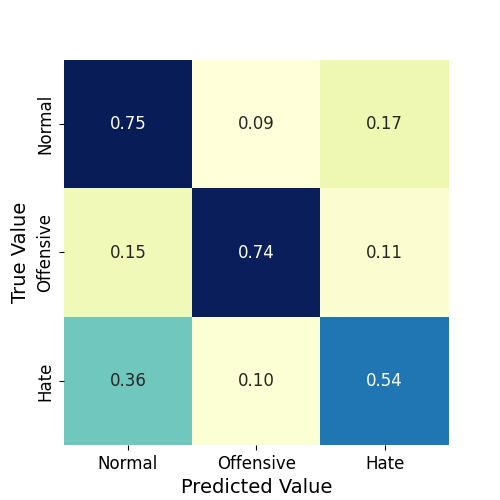 Normal 0.75 0.09 0.17
Offensive 0.15 0.74 0.11
Hate 0.36 0.10 0.54
True Value
Normal Offensive Hate
Predicted Value